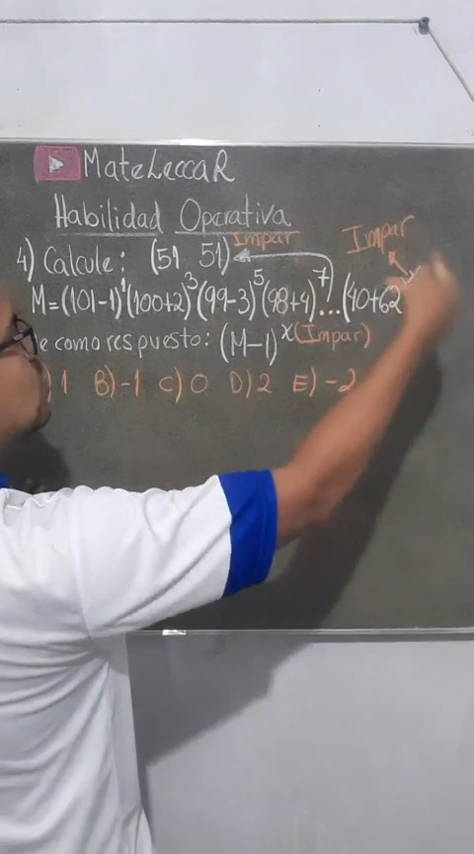 MateLeccaR
Habilidad Operativa
Impar Impar
4) Calcule: (51 51)
M=(101-1)¹(100+2)³(99-3)⁵(98+4)⁷...(40+62
e como respuesto: (M-1)ˣ(Impar)
1 B)-1 C)0 D)2 E)-2